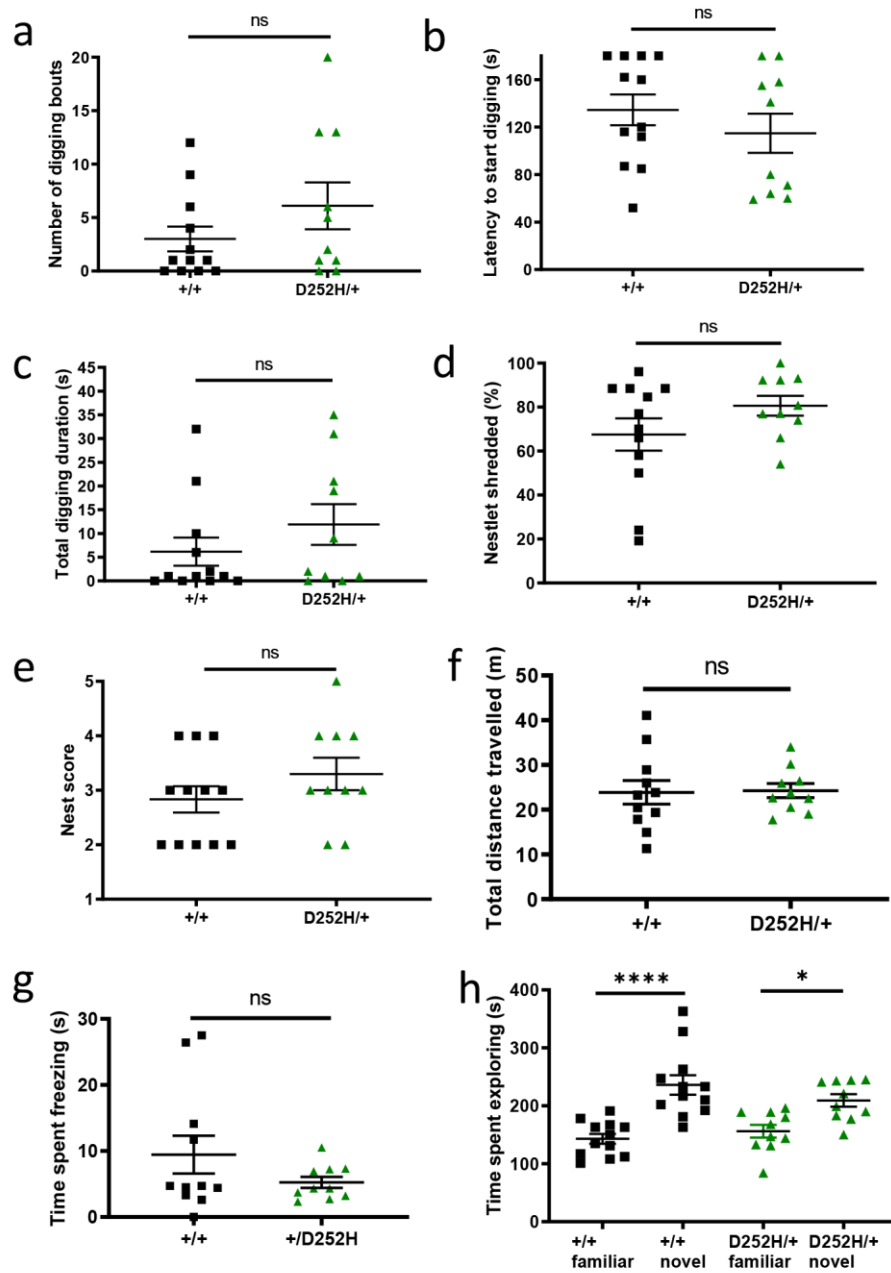 a
ns
Number of digging bouts
20
15
10
5
0
+/+
D252H/+
b
ns
Latency to start digging (s)
160
120
80
40
0
+/+
D252H/+
c
ns
Total digging duration (s)
45
40
35
30
25
20
15
10
5
0
+/+
D252H/+
d
ns
Nestlet shredded (%)
100
80
60
40
20
0
+/+
D252H/+
e
ns
Nest score
5
4
3
2
1
+/+
D252H/+
f
ns
Total distance travelled (m)
50
40
30
20
10
0
+/+
D252H/+
g
ns
Time spent freezing (s)
30
20
10
0
+/+
+/D252H
h
****
*
Time spent exploring (s)
400
300
200
100
0
+/+ +/+ D252H/+ D252H/+
familiar novel familiar novel